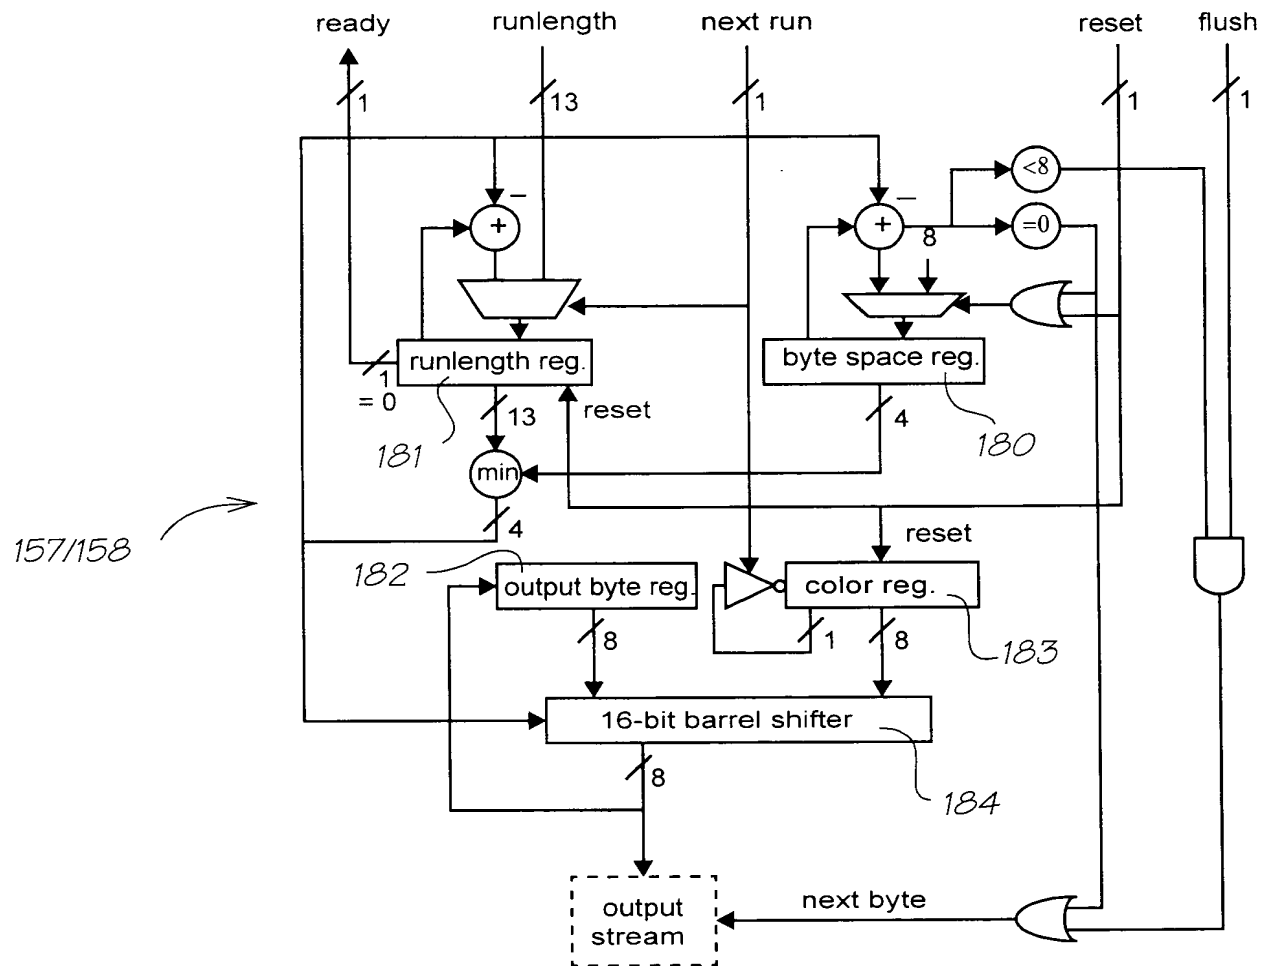 ready
runlength
next run
reset
flush
1
13
1
1
1
−
+
−
+
<8
=0
8
runlength reg.
byte space reg.
1
= 0
13
181
reset
4
180
min
4
reset
157/158
182
output byte reg.
color reg.
8
1
8
183
16-bit barrel shifter
8
184
output
stream
next byte